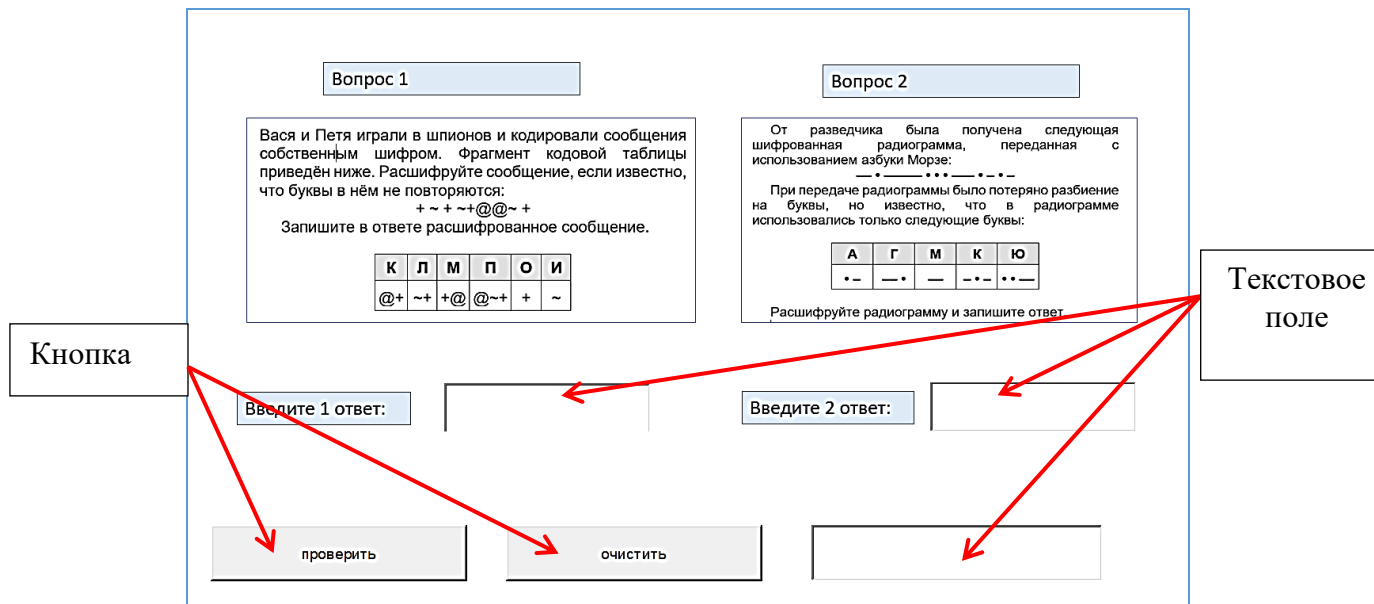 Вопрос 1
Вася и Петя играли в шпионов и кодировали сообщения
собственным шифром. Фрагмент кодовой таблицы
приведён ниже. Расшифруйте сообщение, если известно,
что буквы в нём не повторяются:
+ ~ + ~+@@~ +
Запишите в ответе расшифрованное сообщение.
К Л М П О И
@+ ~+ +@ @~+ + ~
Вопрос 2
От разведчика была получена следующая
шифрованная радиограмма, переданная с
использованием азбуки Морзе:
— • ——— • • • —— • – • –
При передаче радиограммы было потеряно разбиение
на буквы, но известно, что в радиограмме
использовались только следующие буквы:
А Г М К Ю
• – — • — – • – • • —
Расшифруйте радиограмму и запишите ответ.
Кнопка
Текстовое
поле
Введите 1 ответ:
Введите 2 ответ:
проверить
очистить